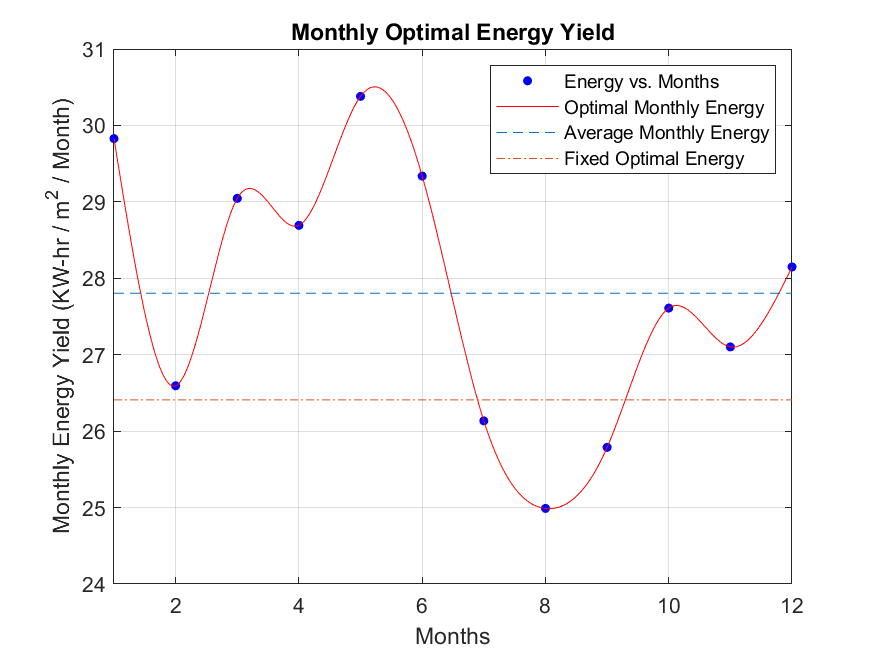 Monthly Optimal Energy Yield
Energy vs. Months
Optimal Monthly Energy
Average Monthly Energy
Fixed Optimal Energy
Monthly Energy Yield (KW-hr / m² / Month)
31
30
29
28
27
26
25
24
2 4 6 8 10 12
Months